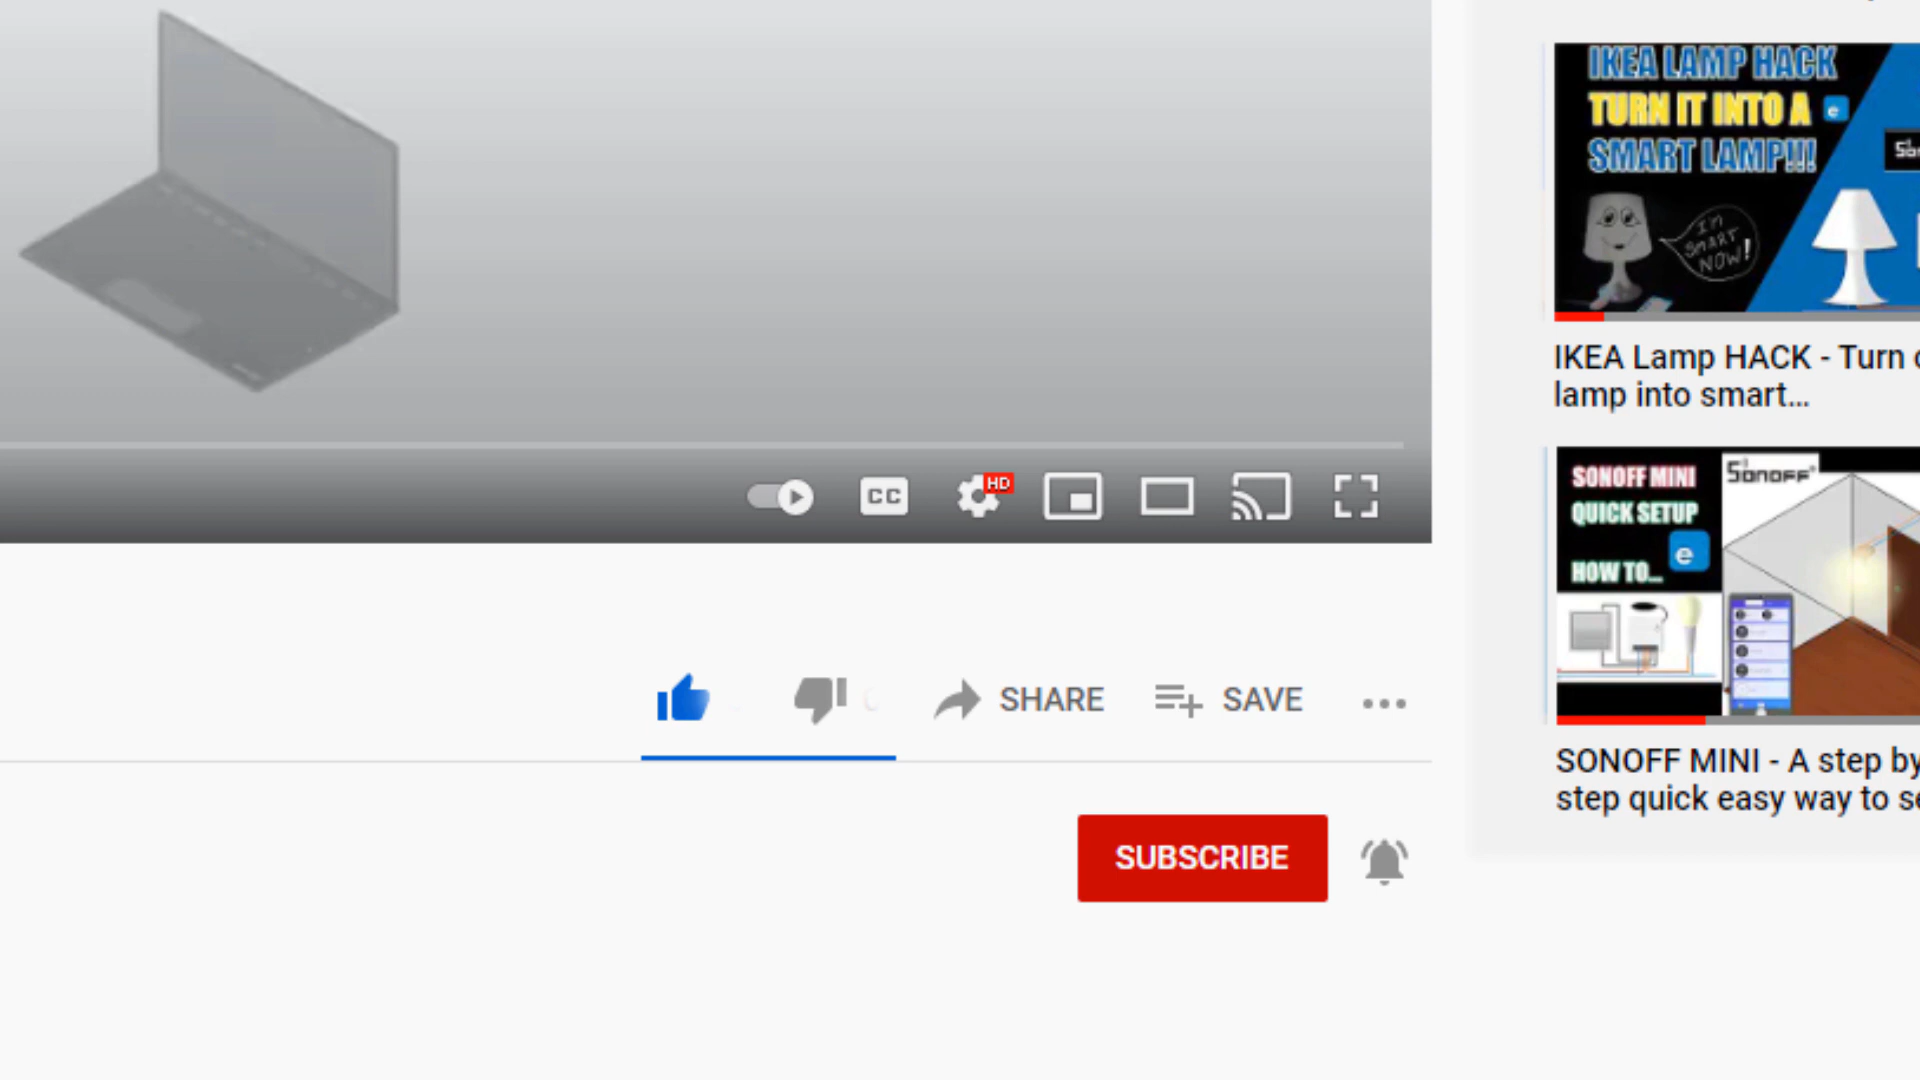 IKEA LAMP HACK
TURN IT INTO A
SMART LAMP!!!
I'M
SMART
NOW!
IKEA Lamp HACK - Turn
lamp into smart...
CC
HD
SONOFF MINI
QUICK SETUP
HOW TO...
SONOFF
SHARE
SAVE
SONOFF MINI - A step by
step quick easy way to
SUBSCRIBE